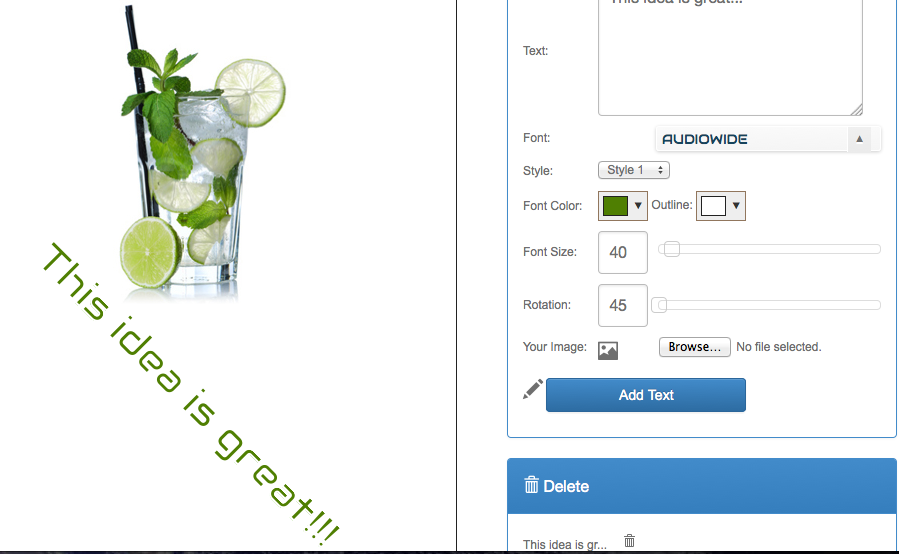 This idea is great!!!
This idea is great...
Text:
Font:
AUDIOWIDE
Style:
Style 1
Font Color:
Outline:
Font Size:
40
Rotation:
45
Your Image:
Browse...
No file selected.
Add Text
Delete
This idea is gr...